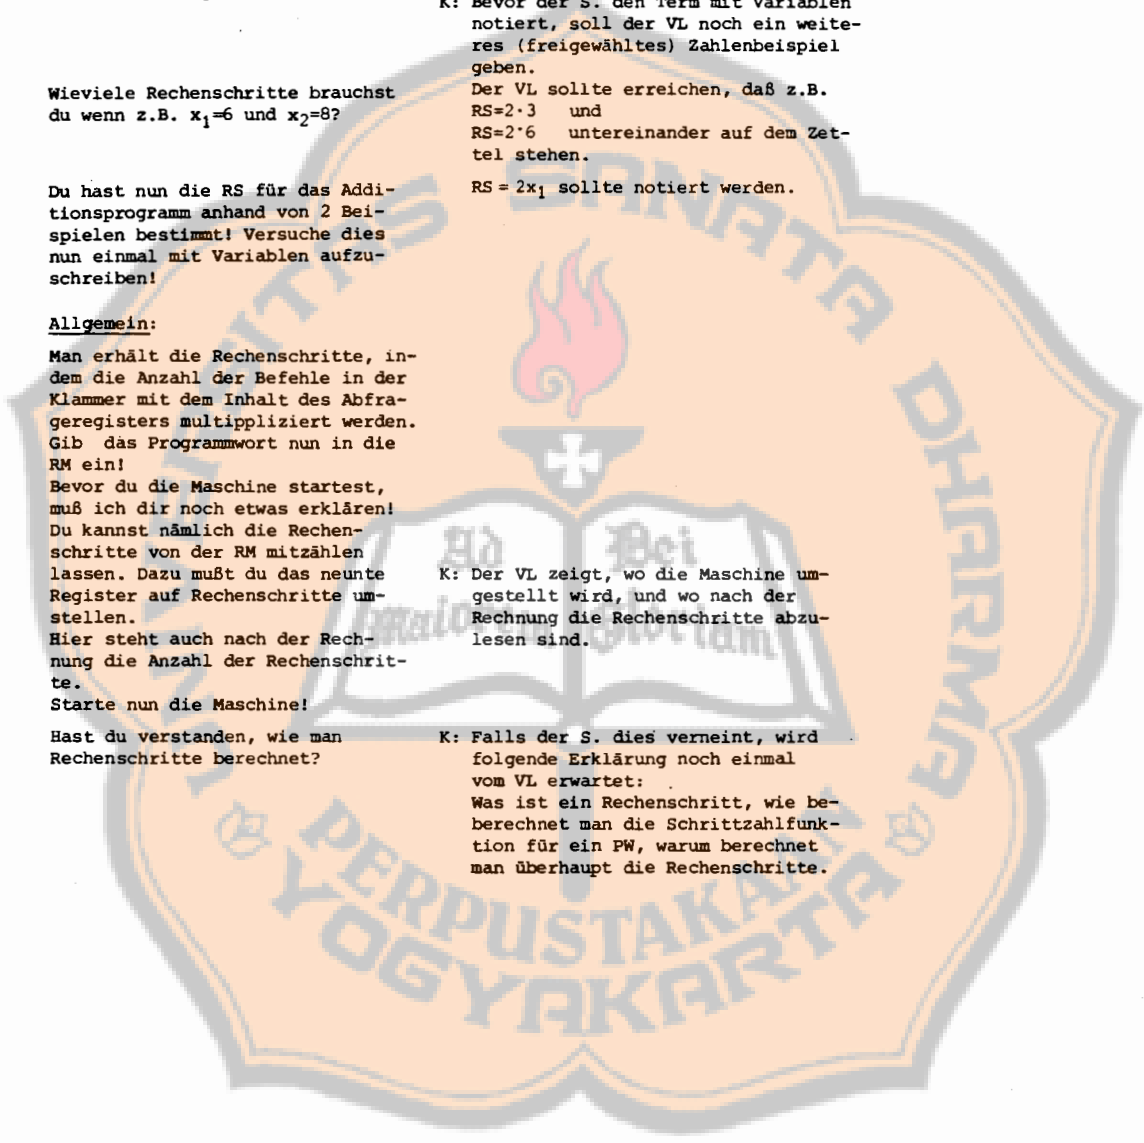 K: Bevor der S. den Term mit Variablen
notiert, soll der VL noch ein weite-
res (freigewähltes) Zahlenbeispiel
geben.
Wieviele Rechenschritte brauchst
du wenn z.B. x₁=6 und x₂=8?
Der VL sollte erreichen, daß z.B.
RS=2·3 und
RS=2·6 untereinander auf dem Zet-
tel stehen.
Du hast nun die RS für das Addi-
tionsprogramm anhand von 2 Bei-
spielen bestimmt! Versuche dies
nun einmal mit Variablen aufzu-
schreiben!
RS = 2x₁ sollte notiert werden.
Allgemein:
Man erhält die Rechenschritte, in-
dem die Anzahl der Befehle in der
Klammer mit dem Inhalt des Abfra-
geregisters multippliziert werden.
Gib das Programmwort nun in die
RM ein!
Bevor du die Maschine startest,
muß ich dir noch etwas erklären!
Du kannst nämlich die Rechen-
schritte von der RM mitzählen
lassen. Dazu mußt du das neunte
Register auf Rechenschritte um-
stellen.
Hier steht auch nach der Rech-
nung die Anzahl der Rechenschrit-
te.
Starte nun die Maschine!
K: Der VL zeigt, wo die Maschine um-
gestellt wird, und wo nach der
Rechnung die Rechenschritte abzu-
lesen sind.
Hast du verstanden, wie man
Rechenschritte berechnet?
K: Falls der S. dies verneint, wird
folgende Erklärung noch einmal
vom VL erwartet:
Was ist ein Rechenschritt, wie be-
berechnet man die Schrittzahlfunk-
tion für ein PW, warum berechnet
man überhaupt die Rechenschritte.
UNIVERSITAS SANATA DHARMA
Ad Dei
Maiorem Gloriam
PERPUSTAKAAN
YOGYAKARTA